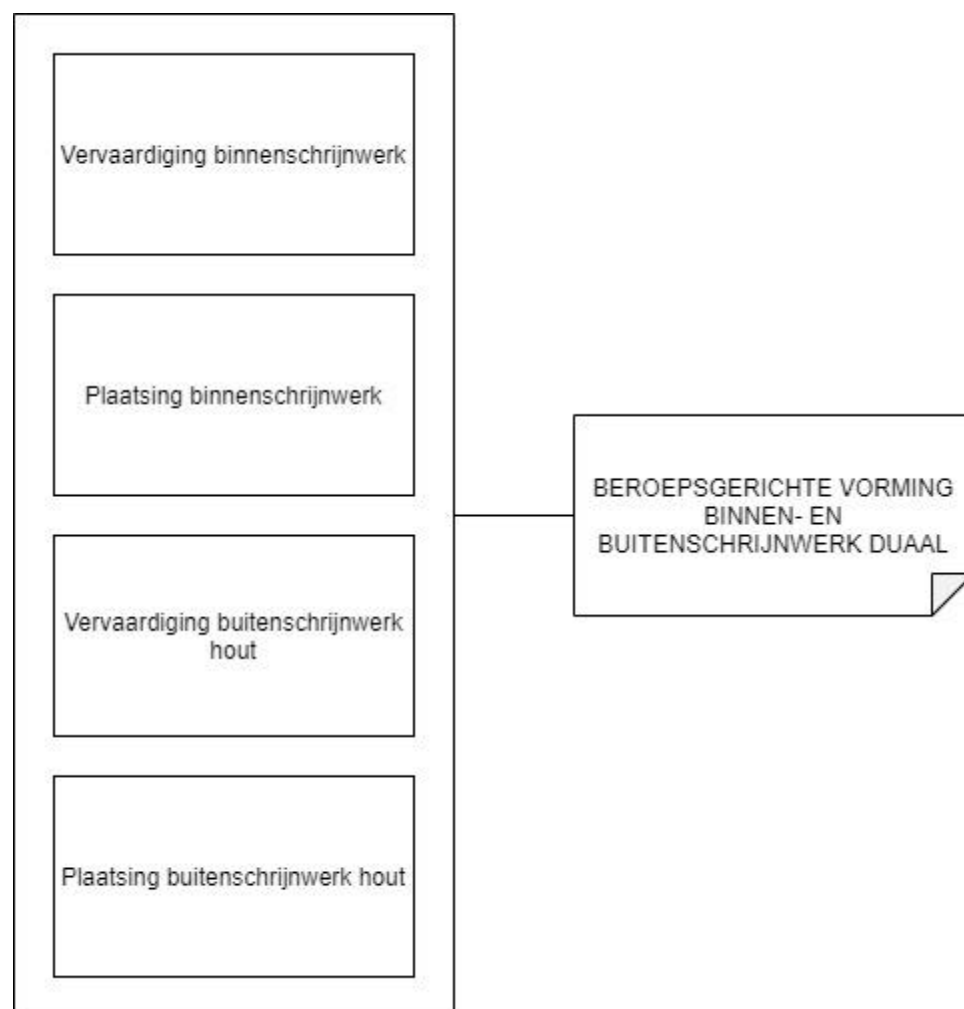 Vervaardiging binnenschrijnwerk
Plaatsing binnenschrijnwerk
BEROEPSGERICHTE VORMING
BINNEN- EN
BUITENSCHRIJNWERK DUAAL
Vervaardiging buitenschrijnwerk
hout
Plaatsing buitenschrijnwerk hout